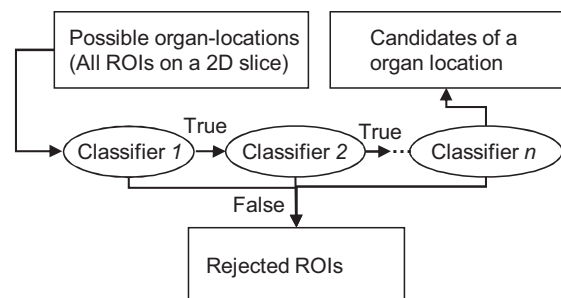 Possible organ-locations
(All ROIs on a 2D slice)
Candidates of a
organ location
True
True
Classifier 1
Classifier 2
Classifier n
False
Rejected ROIs